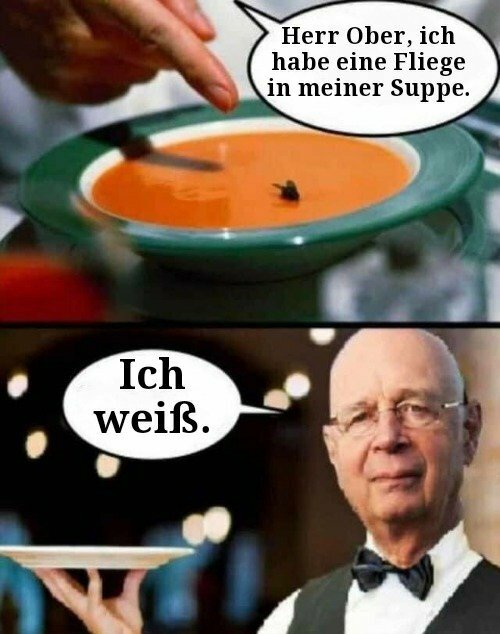 Herr Ober, ich
habe eine Fliege
in meiner Suppe.
Ich
weiß.